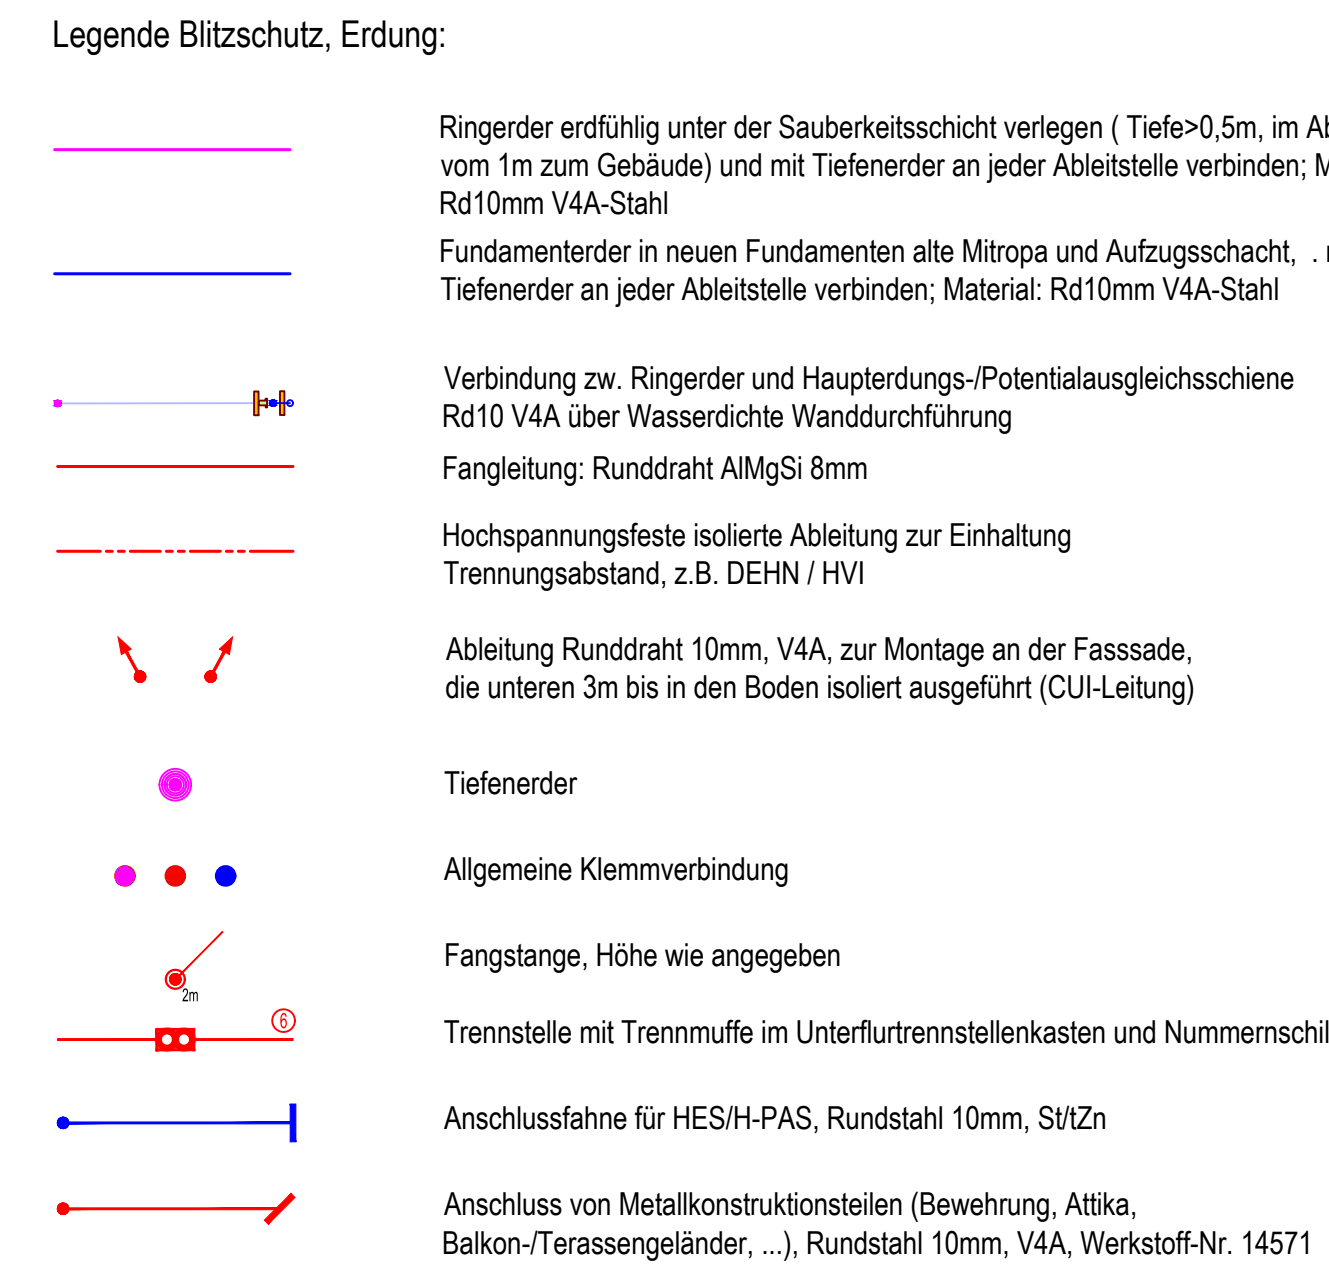 Legende Blitzschutz, Erdung:
Ringerder erdfühlig unter der Sauberkeitsschicht verlegen ( Tiefe>0,5m, im
vom 1m zum Gebäude) und mit Tiefenerder an jeder Ableitstelle verbinden;
Rd10mm V4A-Stahl
Fundamenterder in neuen Fundamenten alte Mitropa und Aufzugsschacht, .
Tiefenerder an jeder Ableitstelle verbinden; Material: Rd10mm V4A-Stahl
Verbindung zw. Ringerder und Haupterdungs-/Potentialausgleichsschiene
Rd10 V4A über Wasserdichte Wanddurchführung
Fangleitung: Runddraht AlMgSi 8mm
Hochspannungsfeste isolierte Ableitung zur Einhaltung
Trennungsabstand, z.B. DEHN / HVI
Ableitung Runddraht 10mm, V4A, zur Montage an der Fasssade,
die unteren 3m bis in den Boden isoliert ausgeführt (CUI-Leitung)
Tiefenerder
Allgemeine Klemmverbindung
Fangstange, Höhe wie angegeben
2m
6
Trennstelle mit Trennmuffe im Unterflurtrennstellenkasten und Nummernschil
Anschlussfahne für HES/H-PAS, Rundstahl 10mm, St/tZn
Anschluss von Metallkonstruktionsteilen (Bewehrung, Attika,
Balkon-/Terassengeländer, ...), Rundstahl 10mm, V4A, Werkstoff-Nr. 14571